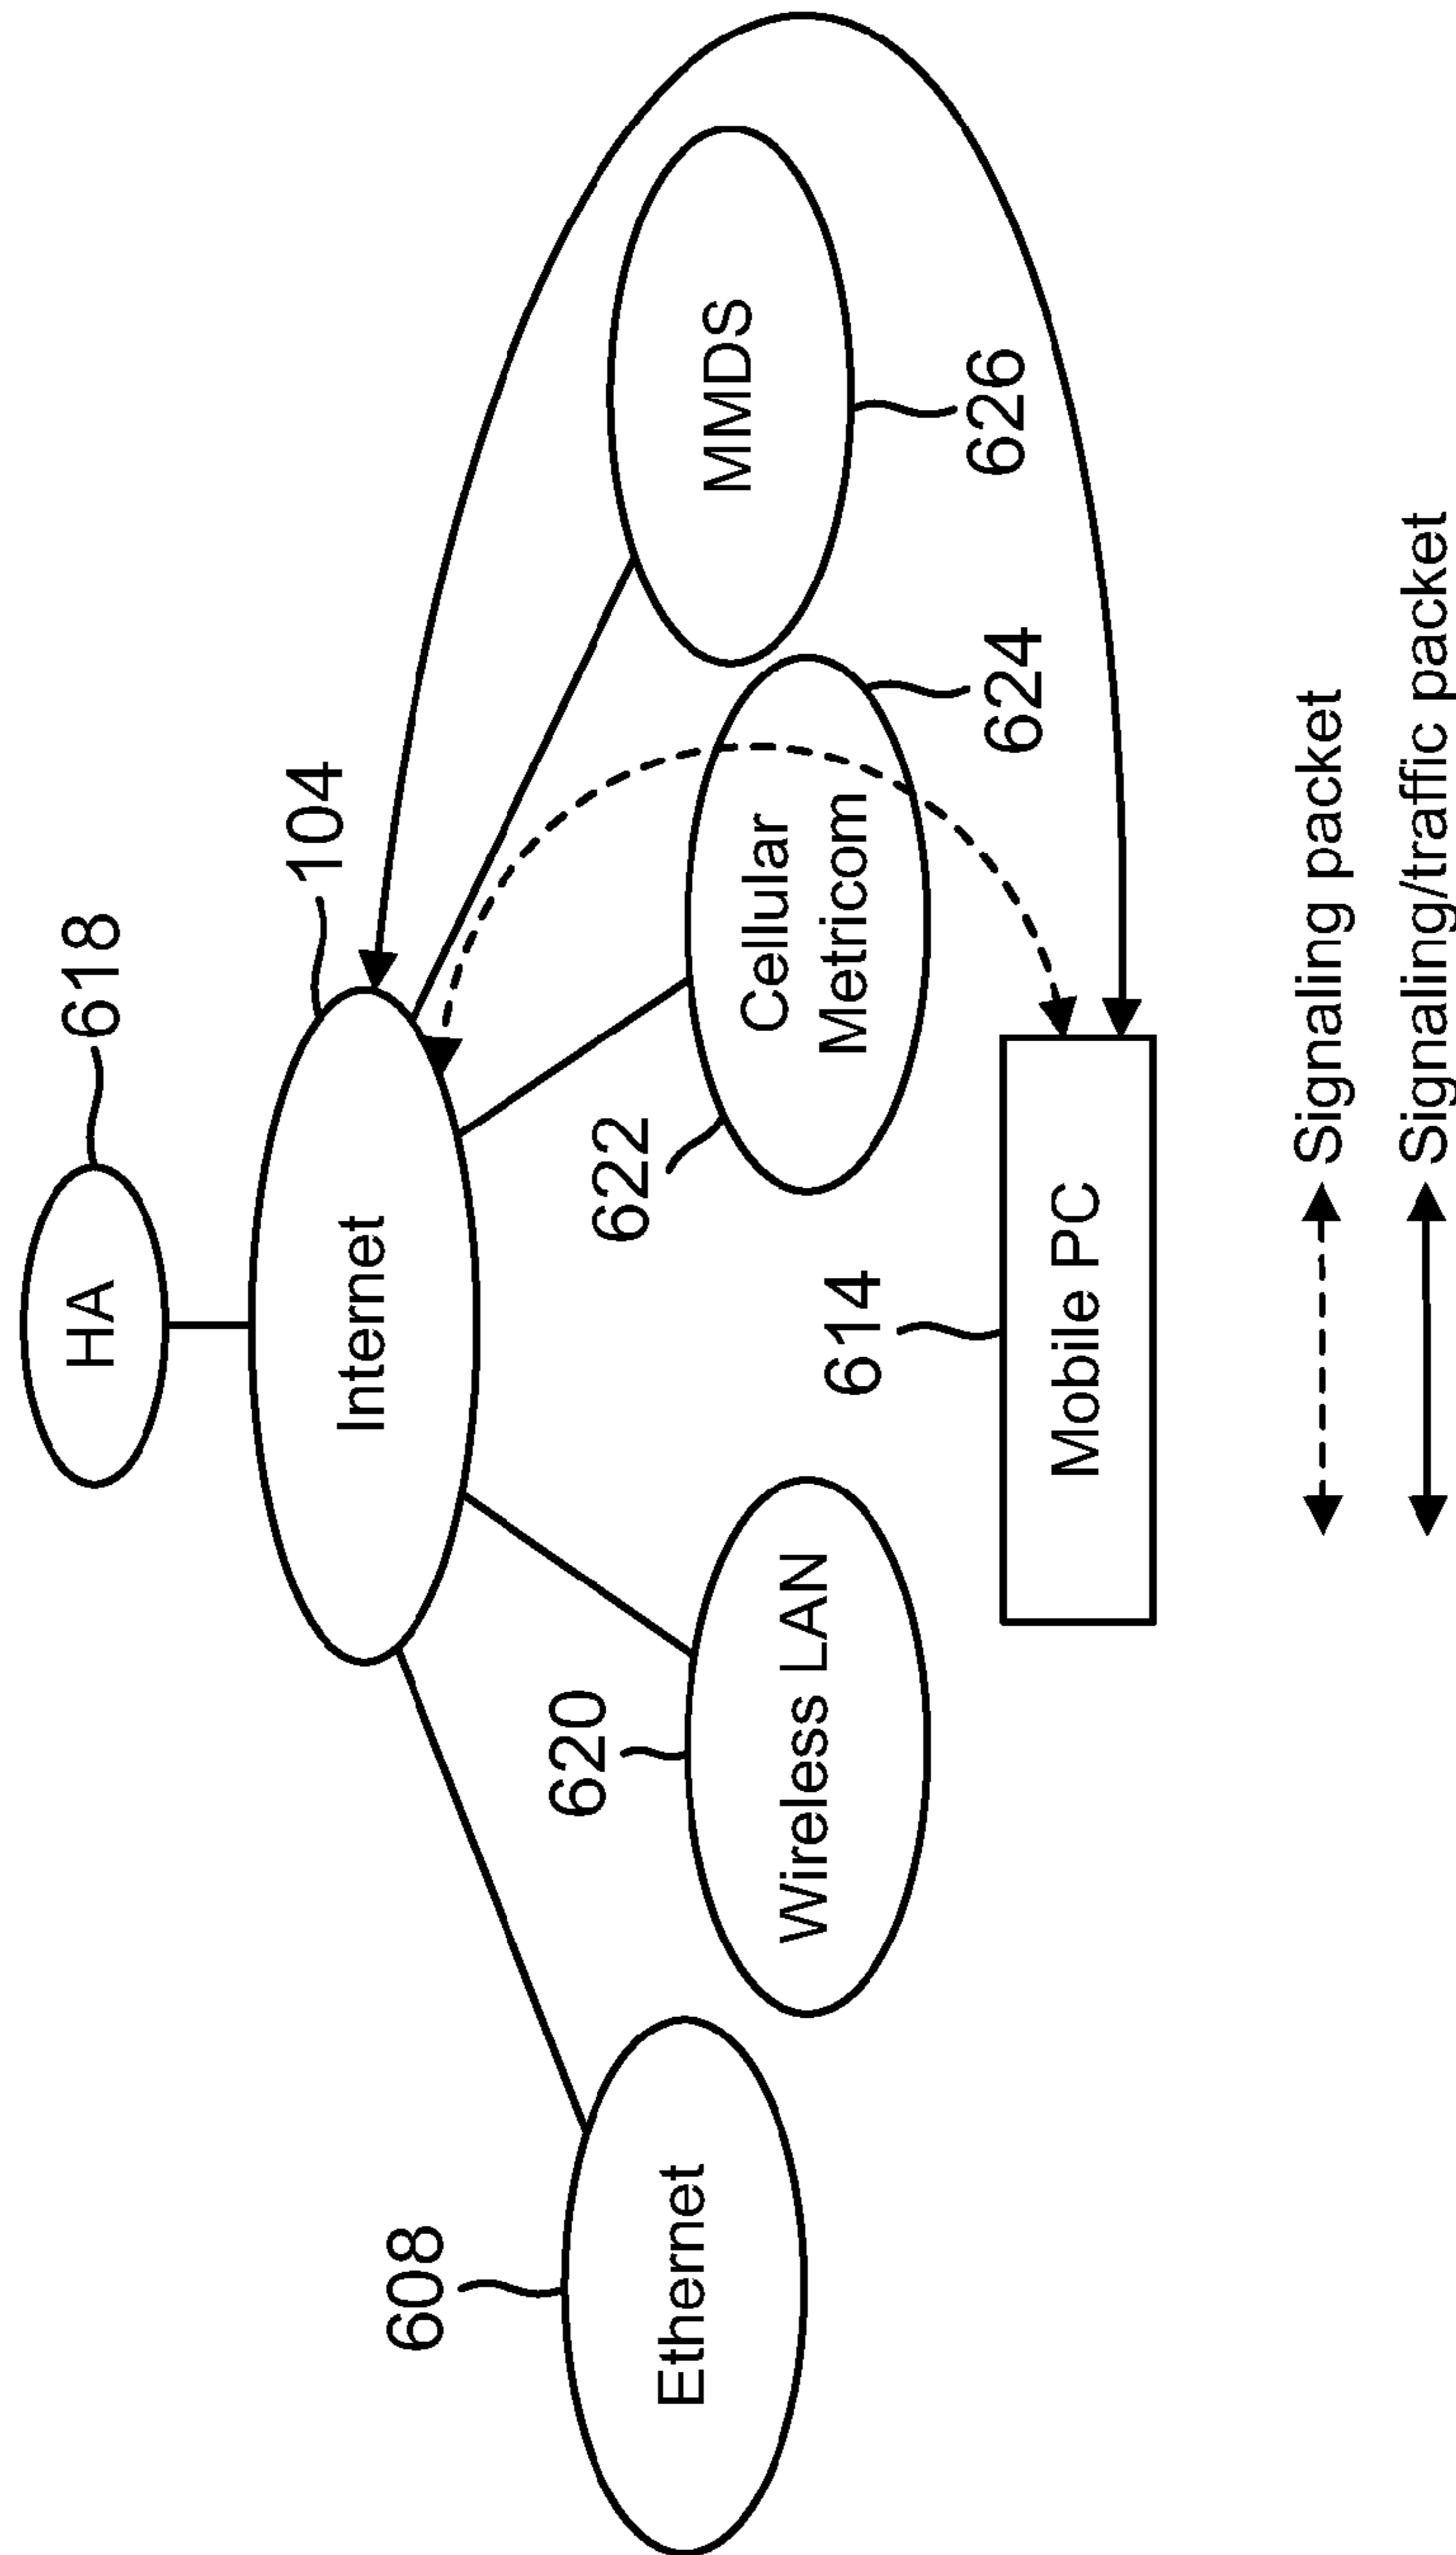 HA
618
Internet
104
Ethernet
608
Wireless LAN
620
Cellular
Metricom
622
624
MMDS
626
Mobile PC
614
Signaling packet
Signaling/traffic packet